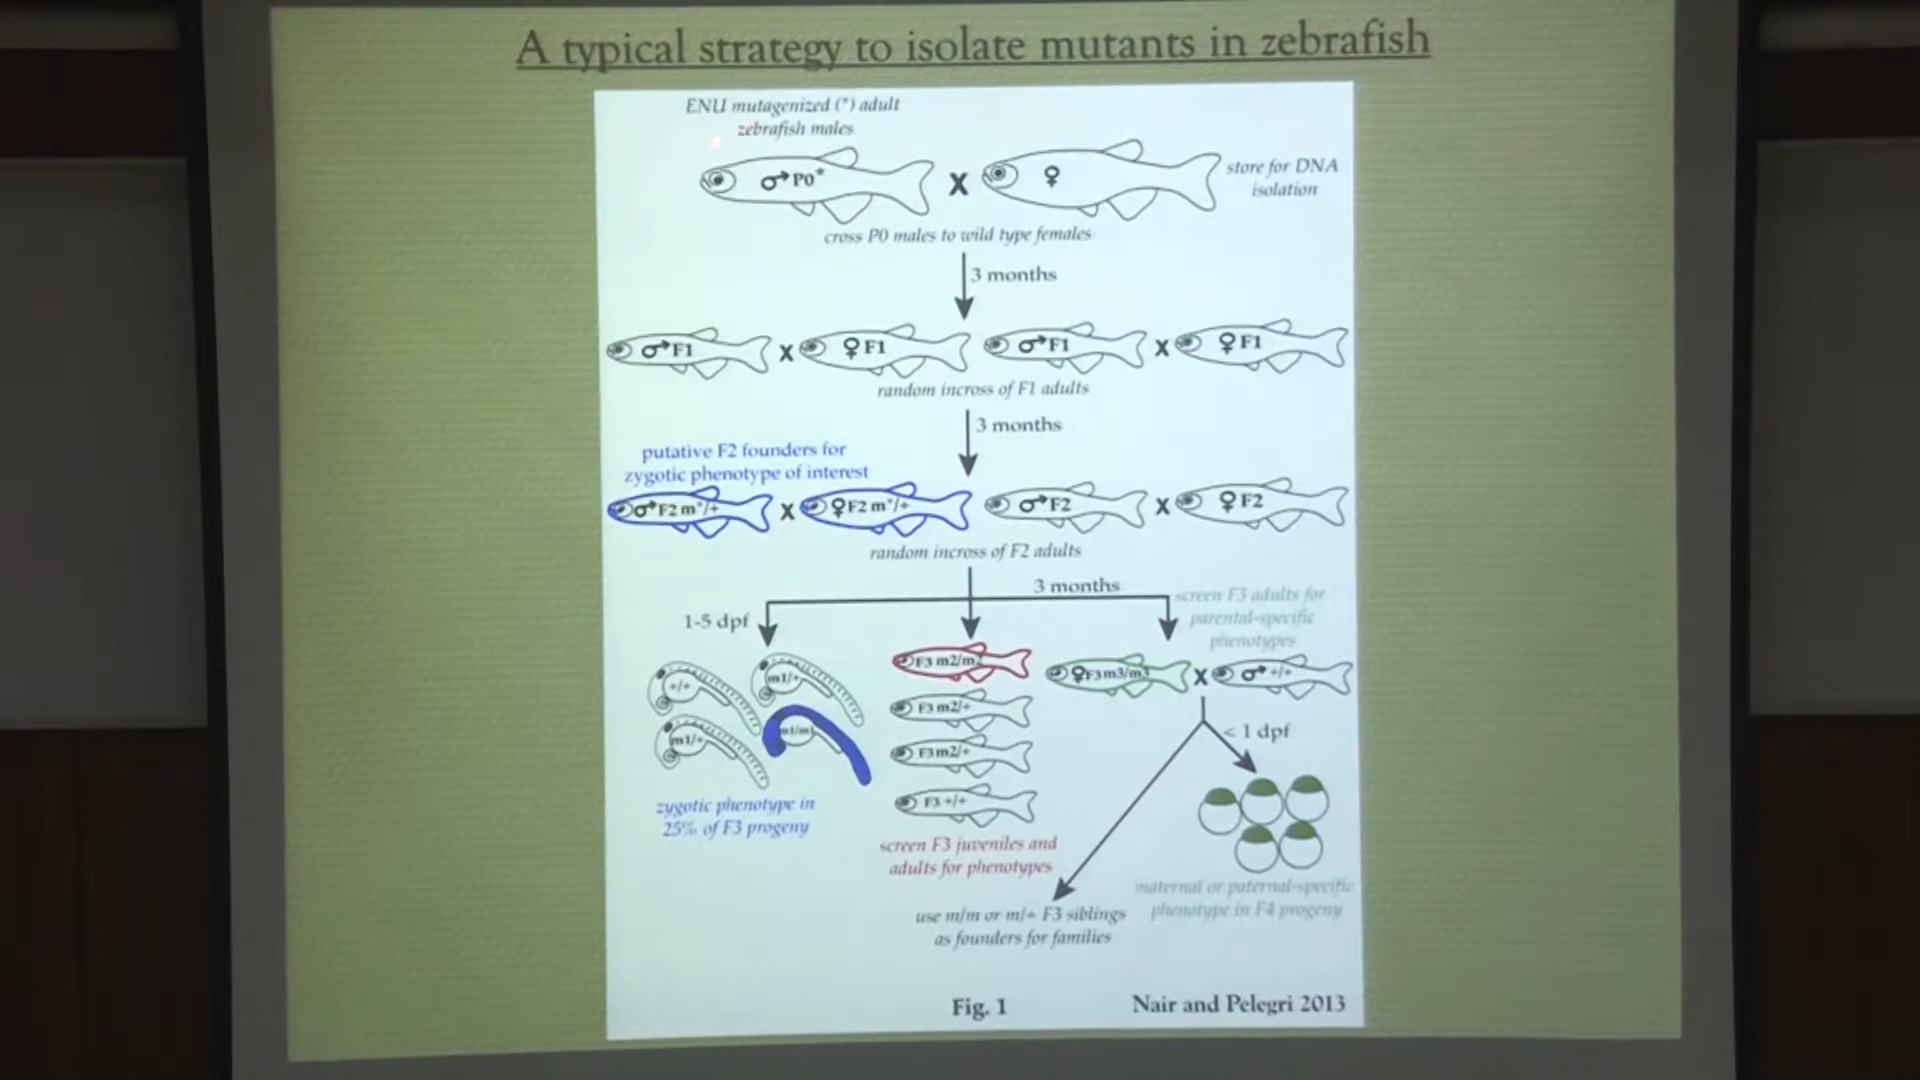 A typical strategy to isolate mutants in zebrafish
ENU mutagenized (*) adult
zebrafish males
♂P0*
X
♀
store for DNA
isolation
cross P0 males to wild type females
3 months
♂F1
X
♀F1
♂F1
X
♀F1
random incross of F1 adults
3 months
putative F2 founders for
zygotic phenotype of interest
♂F2 m*/+
X
♀F2 m*/+
♂F2
X
♀F2
random incross of F2 adults
3 months
1-5 dpf
screen F3 adults for
parental-specific
phenotypes
+/+
m1/+
m1/+
m1/m1
F3 m2/m2
F3 m2/+
F3 m2/+
F3 +/+
♀F3 m3/m3
X
♂ +/+
< 1 dpf
zygotic phenotype in
25% of F3 progeny
screen F3 juveniles and
adults for phenotypes
use m/m or m/+ F3 siblings
as founders for families
maternal or paternal-specific
phenotype in F4 progeny
Fig. 1
Nair and Pelegri 2013